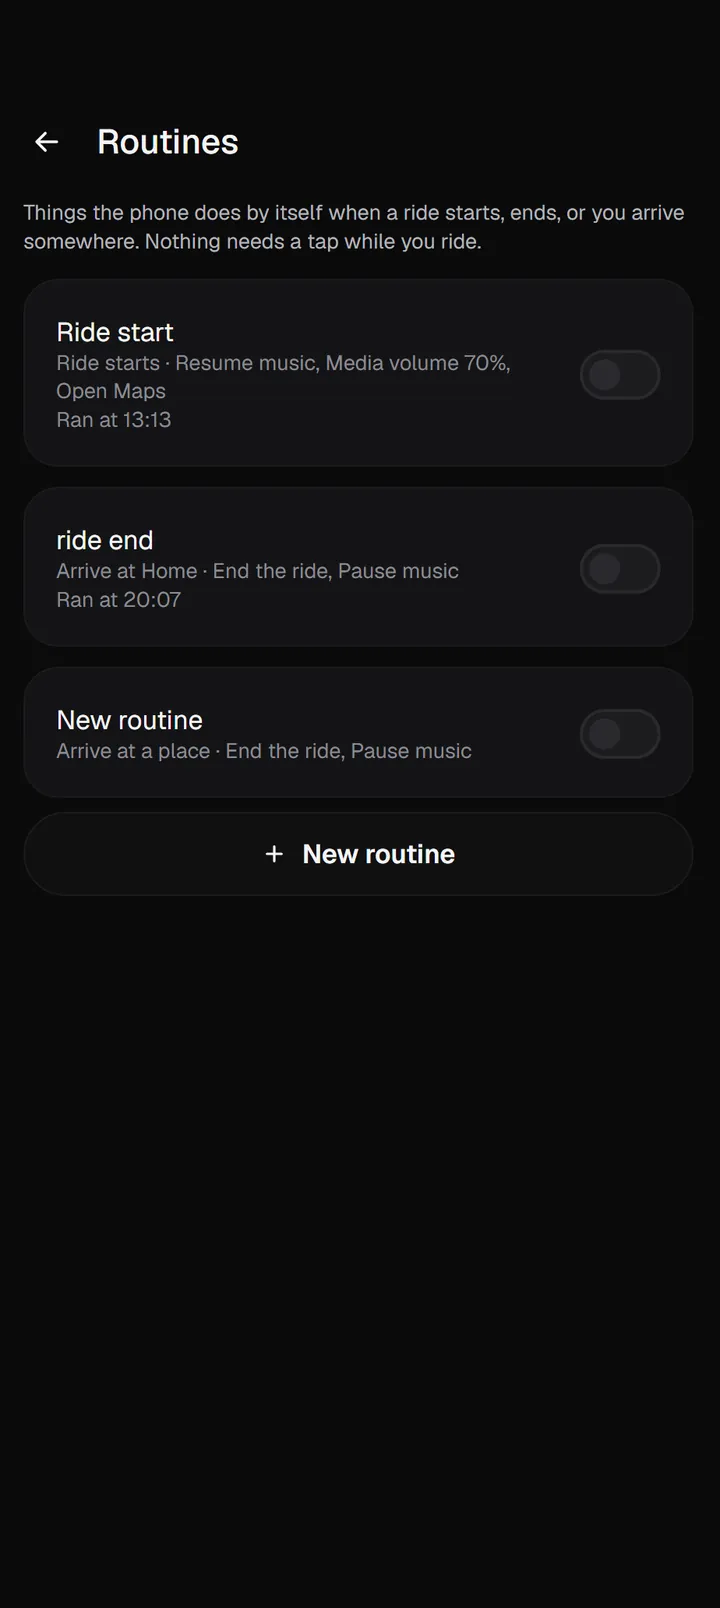 Routines
Things the phone does by itself when a ride starts, ends, or you arrive
somewhere. Nothing needs a tap while you ride.
Ride start
Ride starts · Resume music, Media volume 70%,
Open Maps
Ran at 13:13
ride end
Arrive at Home · End the ride, Pause music
Ran at 20:07
New routine
Arrive at a place · End the ride, Pause music
+ New routine